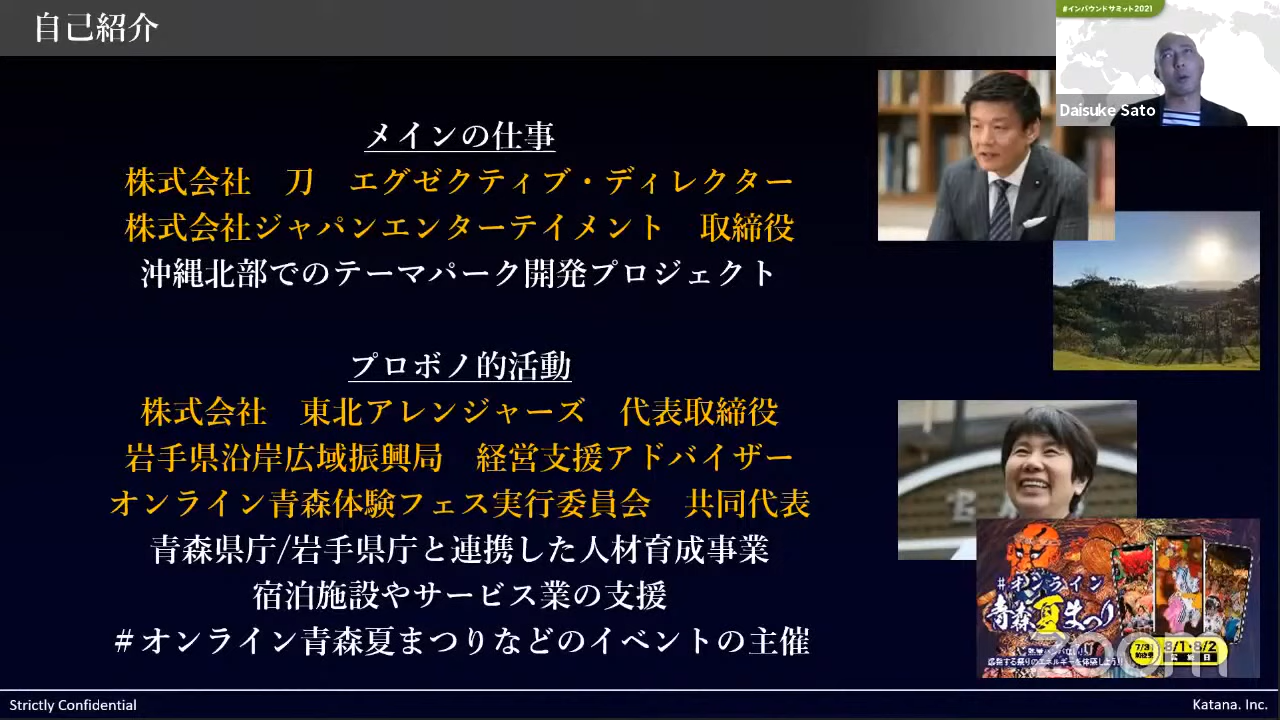 自己紹介
#インバウンドサミット2021
Daisuke Sato
メインの仕事
株式会社　刀　エグゼクティブ・ディレクター
株式会社ジャパンエンターテイメント　取締役
沖縄北部でのテーマパーク開発プロジェクト
プロボノ的活動
株式会社　東北アレンジャーズ　代表取締役
岩手県沿岸広域振興局　経営支援アドバイザー
オンライン青森体験フェス実行委員会　共同代表
青森県庁/岩手県庁と連携した人材育成事業
宿泊施設やサービス業の支援
＃オンライン青森夏まつりなどのイベントの主催
#オンライン
青森夏まつり
8/1・8/2
zoom
Strictly Confidential
Katana. Inc.